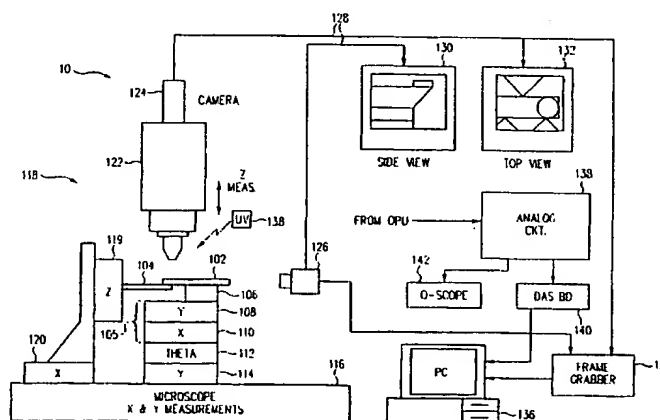 128
10
130
132
124
CAMERA
122
SIDE VIEW
TOP VIEW
118
Z
MEAS.
UV
138
138
FROM OPU
ANALOG
CKT.
119
104
102
126
142
Z
106
O-SCOPE
DAS BD
Y
108
140
105
X
110
120
THETA
112
PC
FRAME
GRABBER
X
Y
114
116
MICROSCOPE
X & Y MEASUREMENTS
136